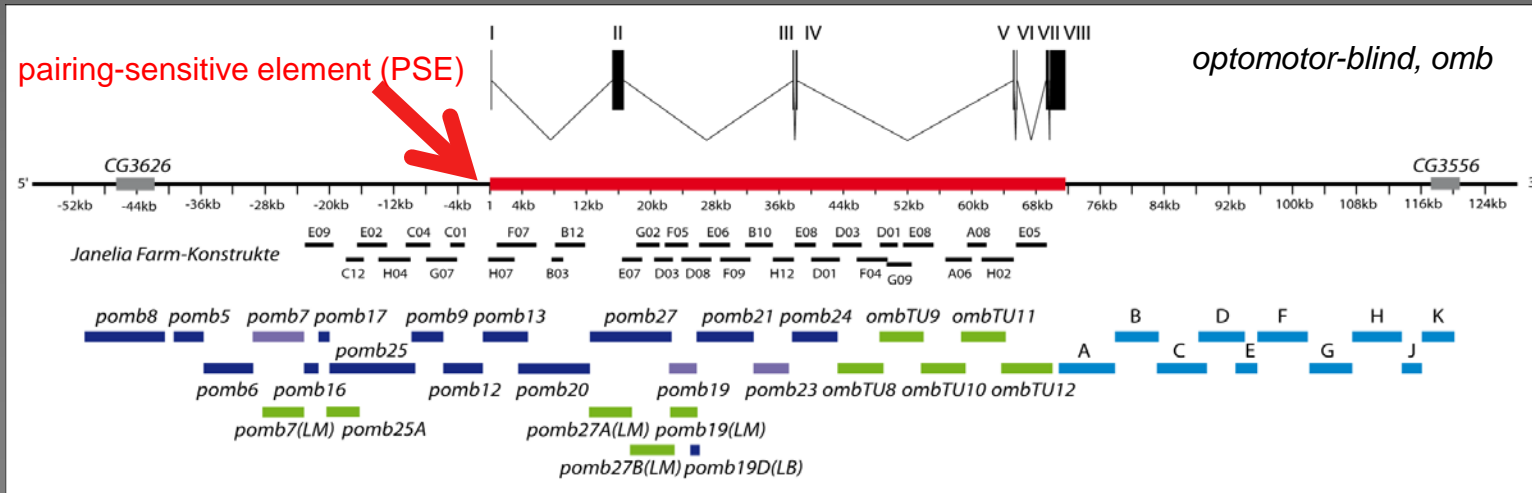 I II III IV V VI VII VIII
pairing-sensitive element (PSE)
optomotor-blind, omb
CG3626 CG3556
5' 3
-52kb -44kb -36kb -28kb -20kb -12kb -4kb 1 4kb 12kb 20kb 28kb 36kb 44kb 52kb 60kb 68kb 76kb 84kb 92kb 100kb 108kb 116kb 124kb
E09 E02 C04 C01 F07 B12 G02 F05 E06 B10 E08 D03 D01 E08 A08 E05
Janelia Farm-Konstrukte
C12 H04 G07 H07 B03 E07 D03 D08 F09 H12 D01 F04 G09 A06 H02
pomb8 pomb5 pomb7 pomb17 pomb9 pomb13 pomb27 pomb21 pomb24 ombTU9 ombTU11 B D F H K
pomb25 A C E G J
pomb6 pomb16 pomb12 pomb20 pomb19 pomb23 ombTU8 ombTU10 ombTU12
pomb7(LM) pomb25A pomb27A(LM) pomb19(LM)
pomb27B(LM) pomb19D(LB)